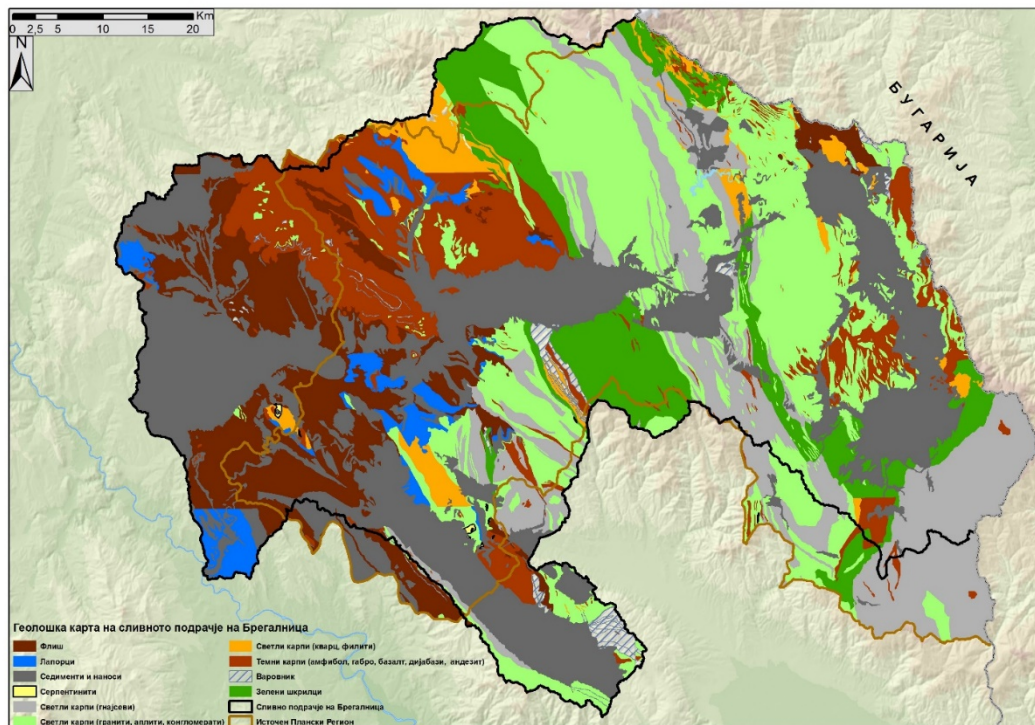 Km
0 2,5 5 10 15 20
N
БУГАРИЈА
Геолошка карта на сливното подрачје на Брегалница
Флиш
Лапорци
Седименти и наноси
Серпентинити
Светли карпи (гнајсеви)
Светли карпи (гранити, аплити, конгломерати)
Светли карпи (кварц, филити)
Темни карпи (амфибол, габро, базалт, дијабази, андезит)
Варовник
Зелени шкрилци
Сливно подрачје на Брегалница
Источен Плански Регион